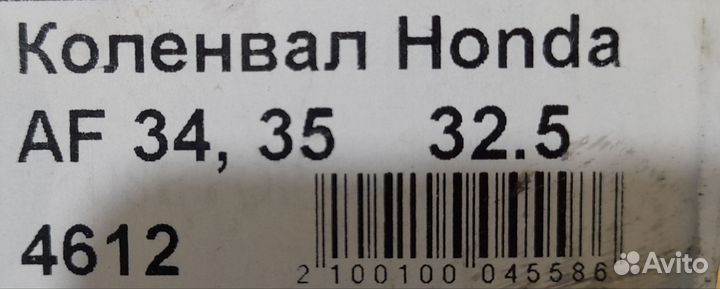 Коленвал Honda
AF 34, 35 32.5
4612
2 100100 045586
Avito